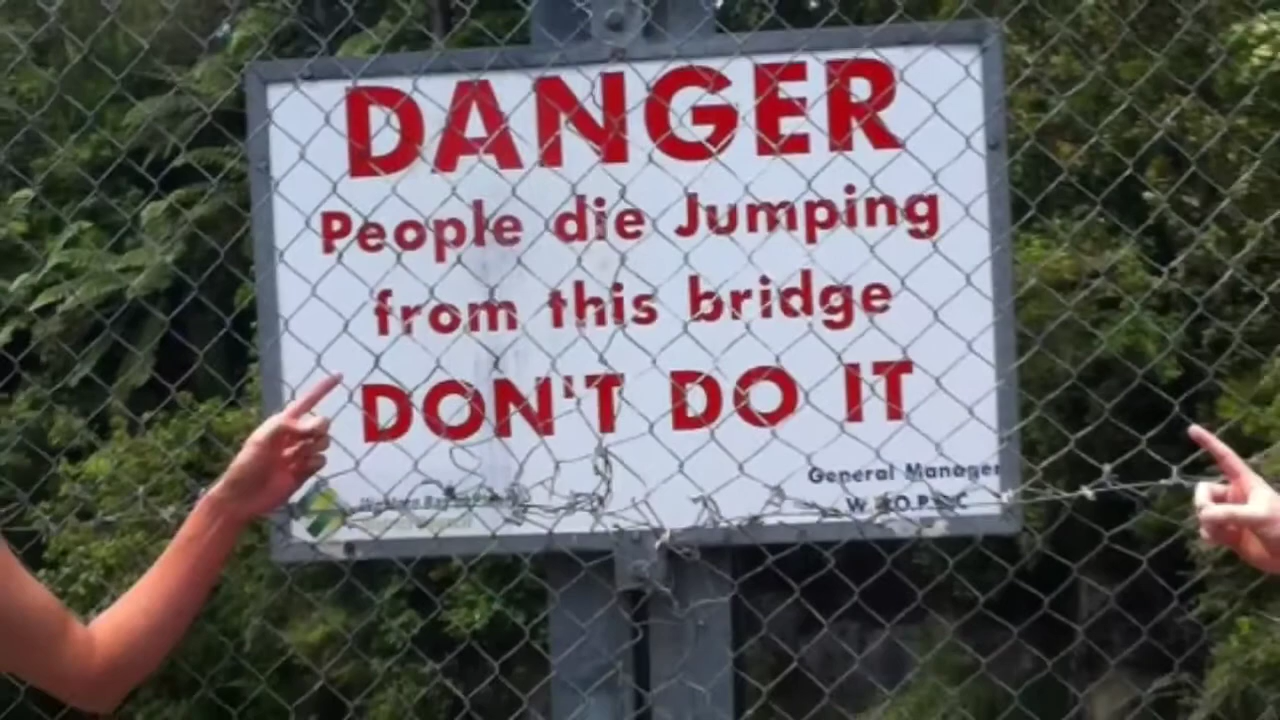 DANGER
People die Jumping
from this bridge
DON'T DO IT
General Manager